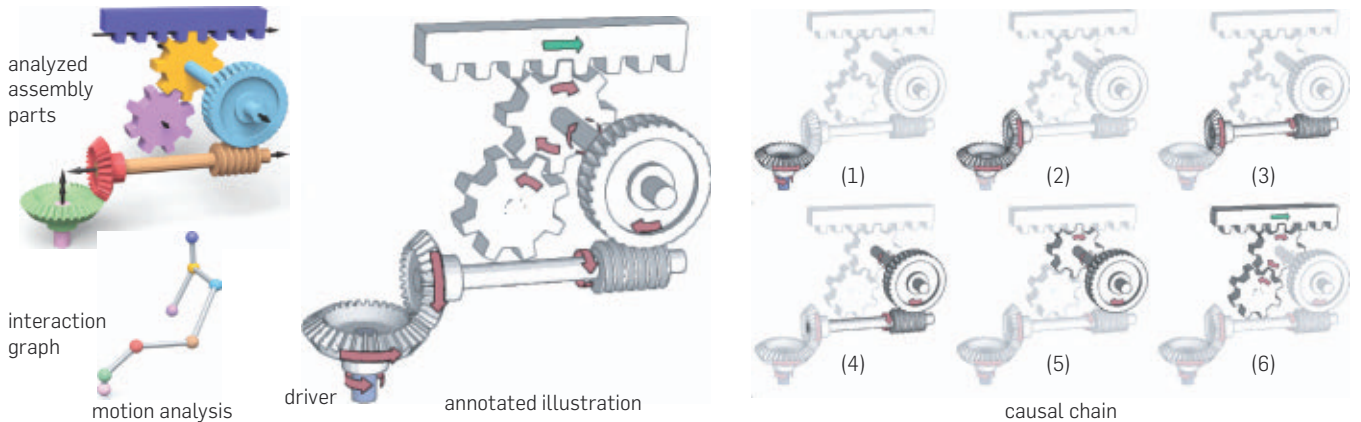 analyzed
assembly
parts
interaction
graph
motion analysis
driver
annotated illustration
(1)
(2)
(3)
(4)
(5)
(6)
causal chain